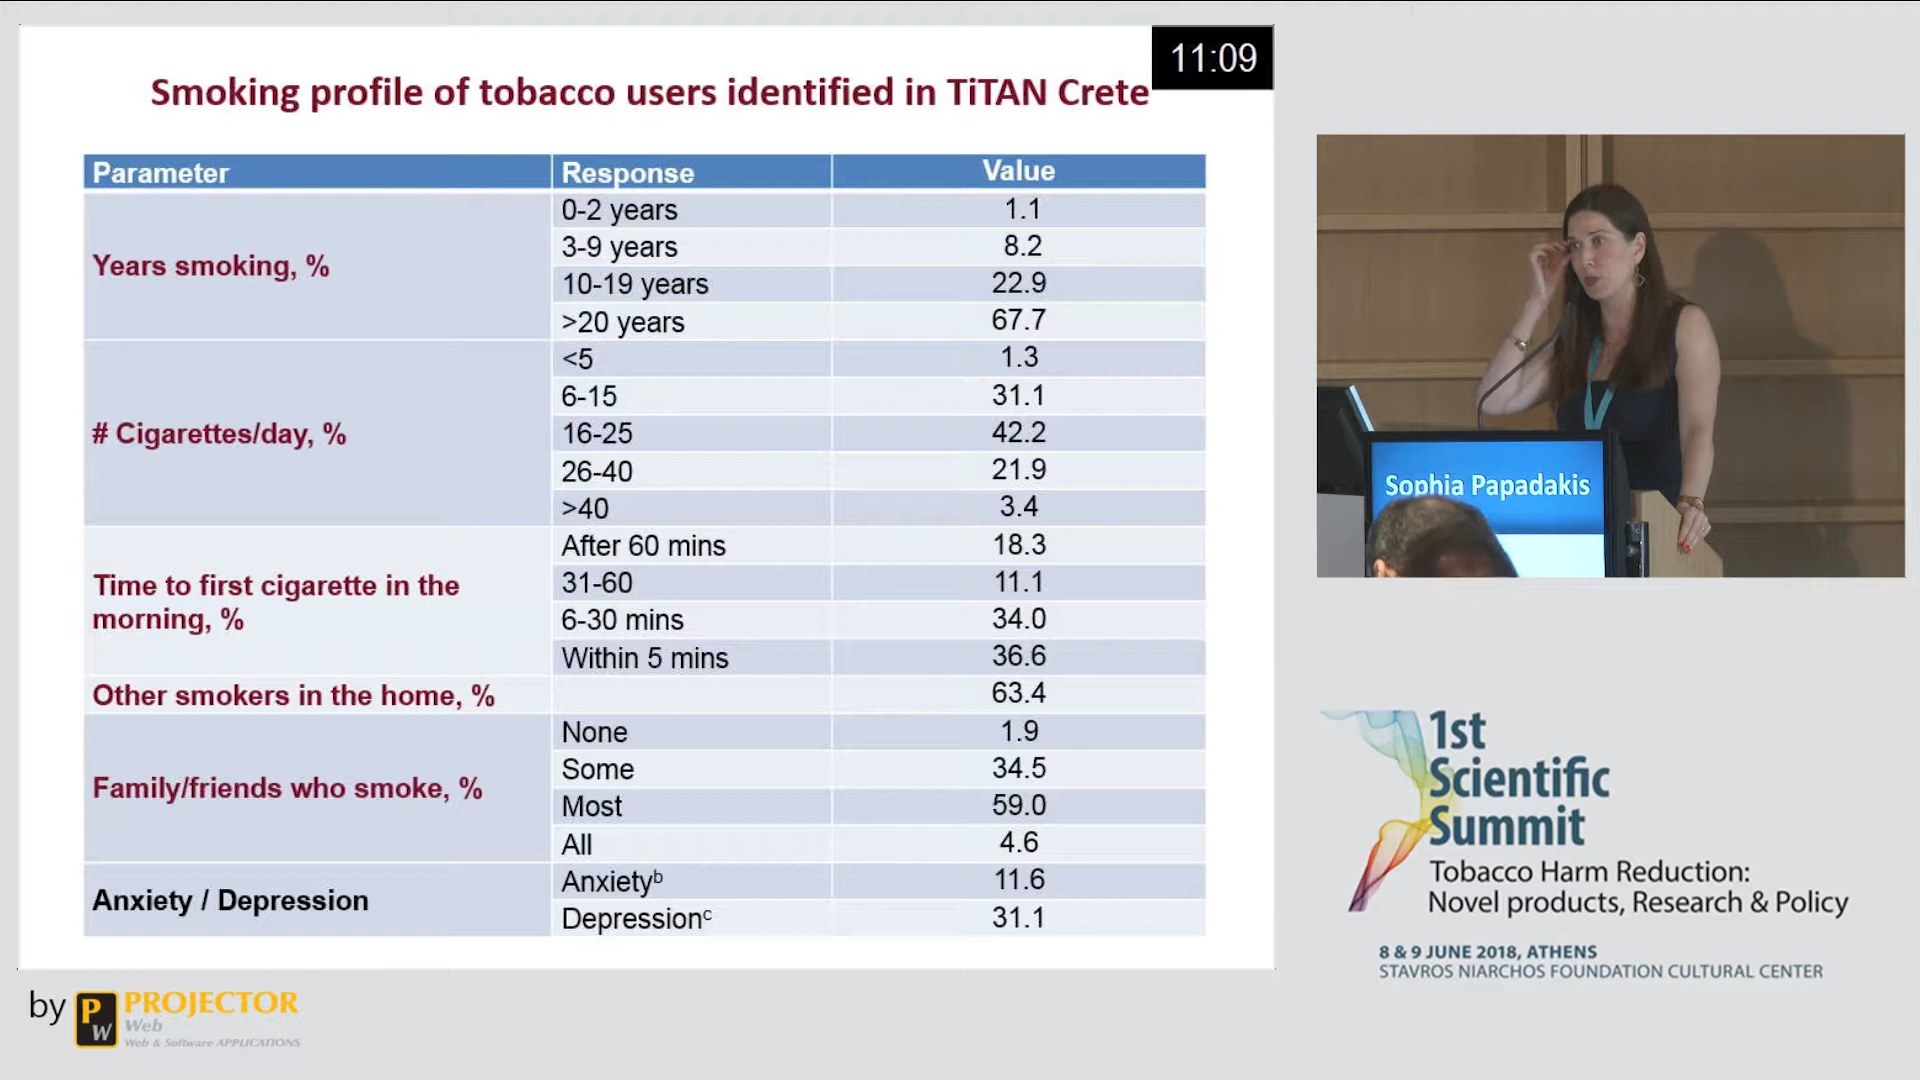 11:09
Smoking profile of tobacco users identified in TiTAN Crete
Parameter Response Value
Years smoking, %
0-2 years 1.1
3-9 years 8.2
10-19 years 22.9
>20 years 67.7
# Cigarettes/day, %
<5 1.3
6-15 31.1
16-25 42.2
26-40 21.9
>40 3.4
Time to first cigarette in the
morning, %
After 60 mins 18.3
31-60 11.1
6-30 mins 34.0
Within 5 mins 36.6
Other smokers in the home, % 63.4
Family/friends who smoke, %
None 1.9
Some 34.5
Most 59.0
All 4.6
Anxiety / Depression
Anxietyᵇ 11.6
Depressionᶜ 31.1
Sophia Papadakis
1st
Scientific
Summit
Tobacco Harm Reduction:
Novel products, Research & Policy
8 & 9 JUNE 2018, ATHENS
STAVROS NIARCHOS FOUNDATION CULTURAL CENTER
by PW PROJECTOR
Web
Web & Software APPLICATIONS